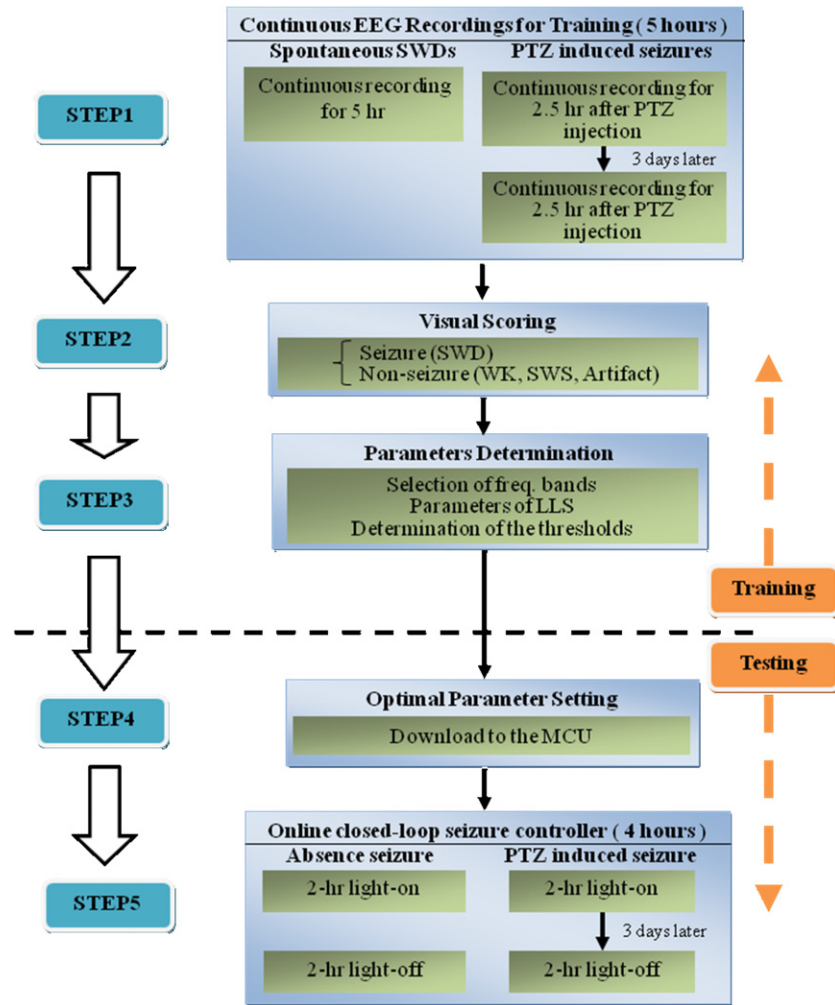 Continuous EEG Recordings for Training ( 5 hours )
Spontaneous SWDs
PTZ induced seizures
Continuous recording
for 5 hr
Continuous recording for
2.5 hr after PTZ
injection
3 days later
Continuous recording for
2.5 hr after PTZ
injection
STEP1
STEP2
Visual Scoring
Seizure (SWD)
Non-seizure (WK, SWS, Artifact)
STEP3
Parameters Determination
Selection of freq. bands
Parameters of LLS
Determination of the thresholds
Training
Testing
STEP4
Optimal Parameter Setting
Download to the MCU
STEP5
Online closed-loop seizure controller ( 4 hours )
Absence seizure
PTZ induced seizure
2-hr light-on
2-hr light-on
3 days later
2-hr light-off
2-hr light-off